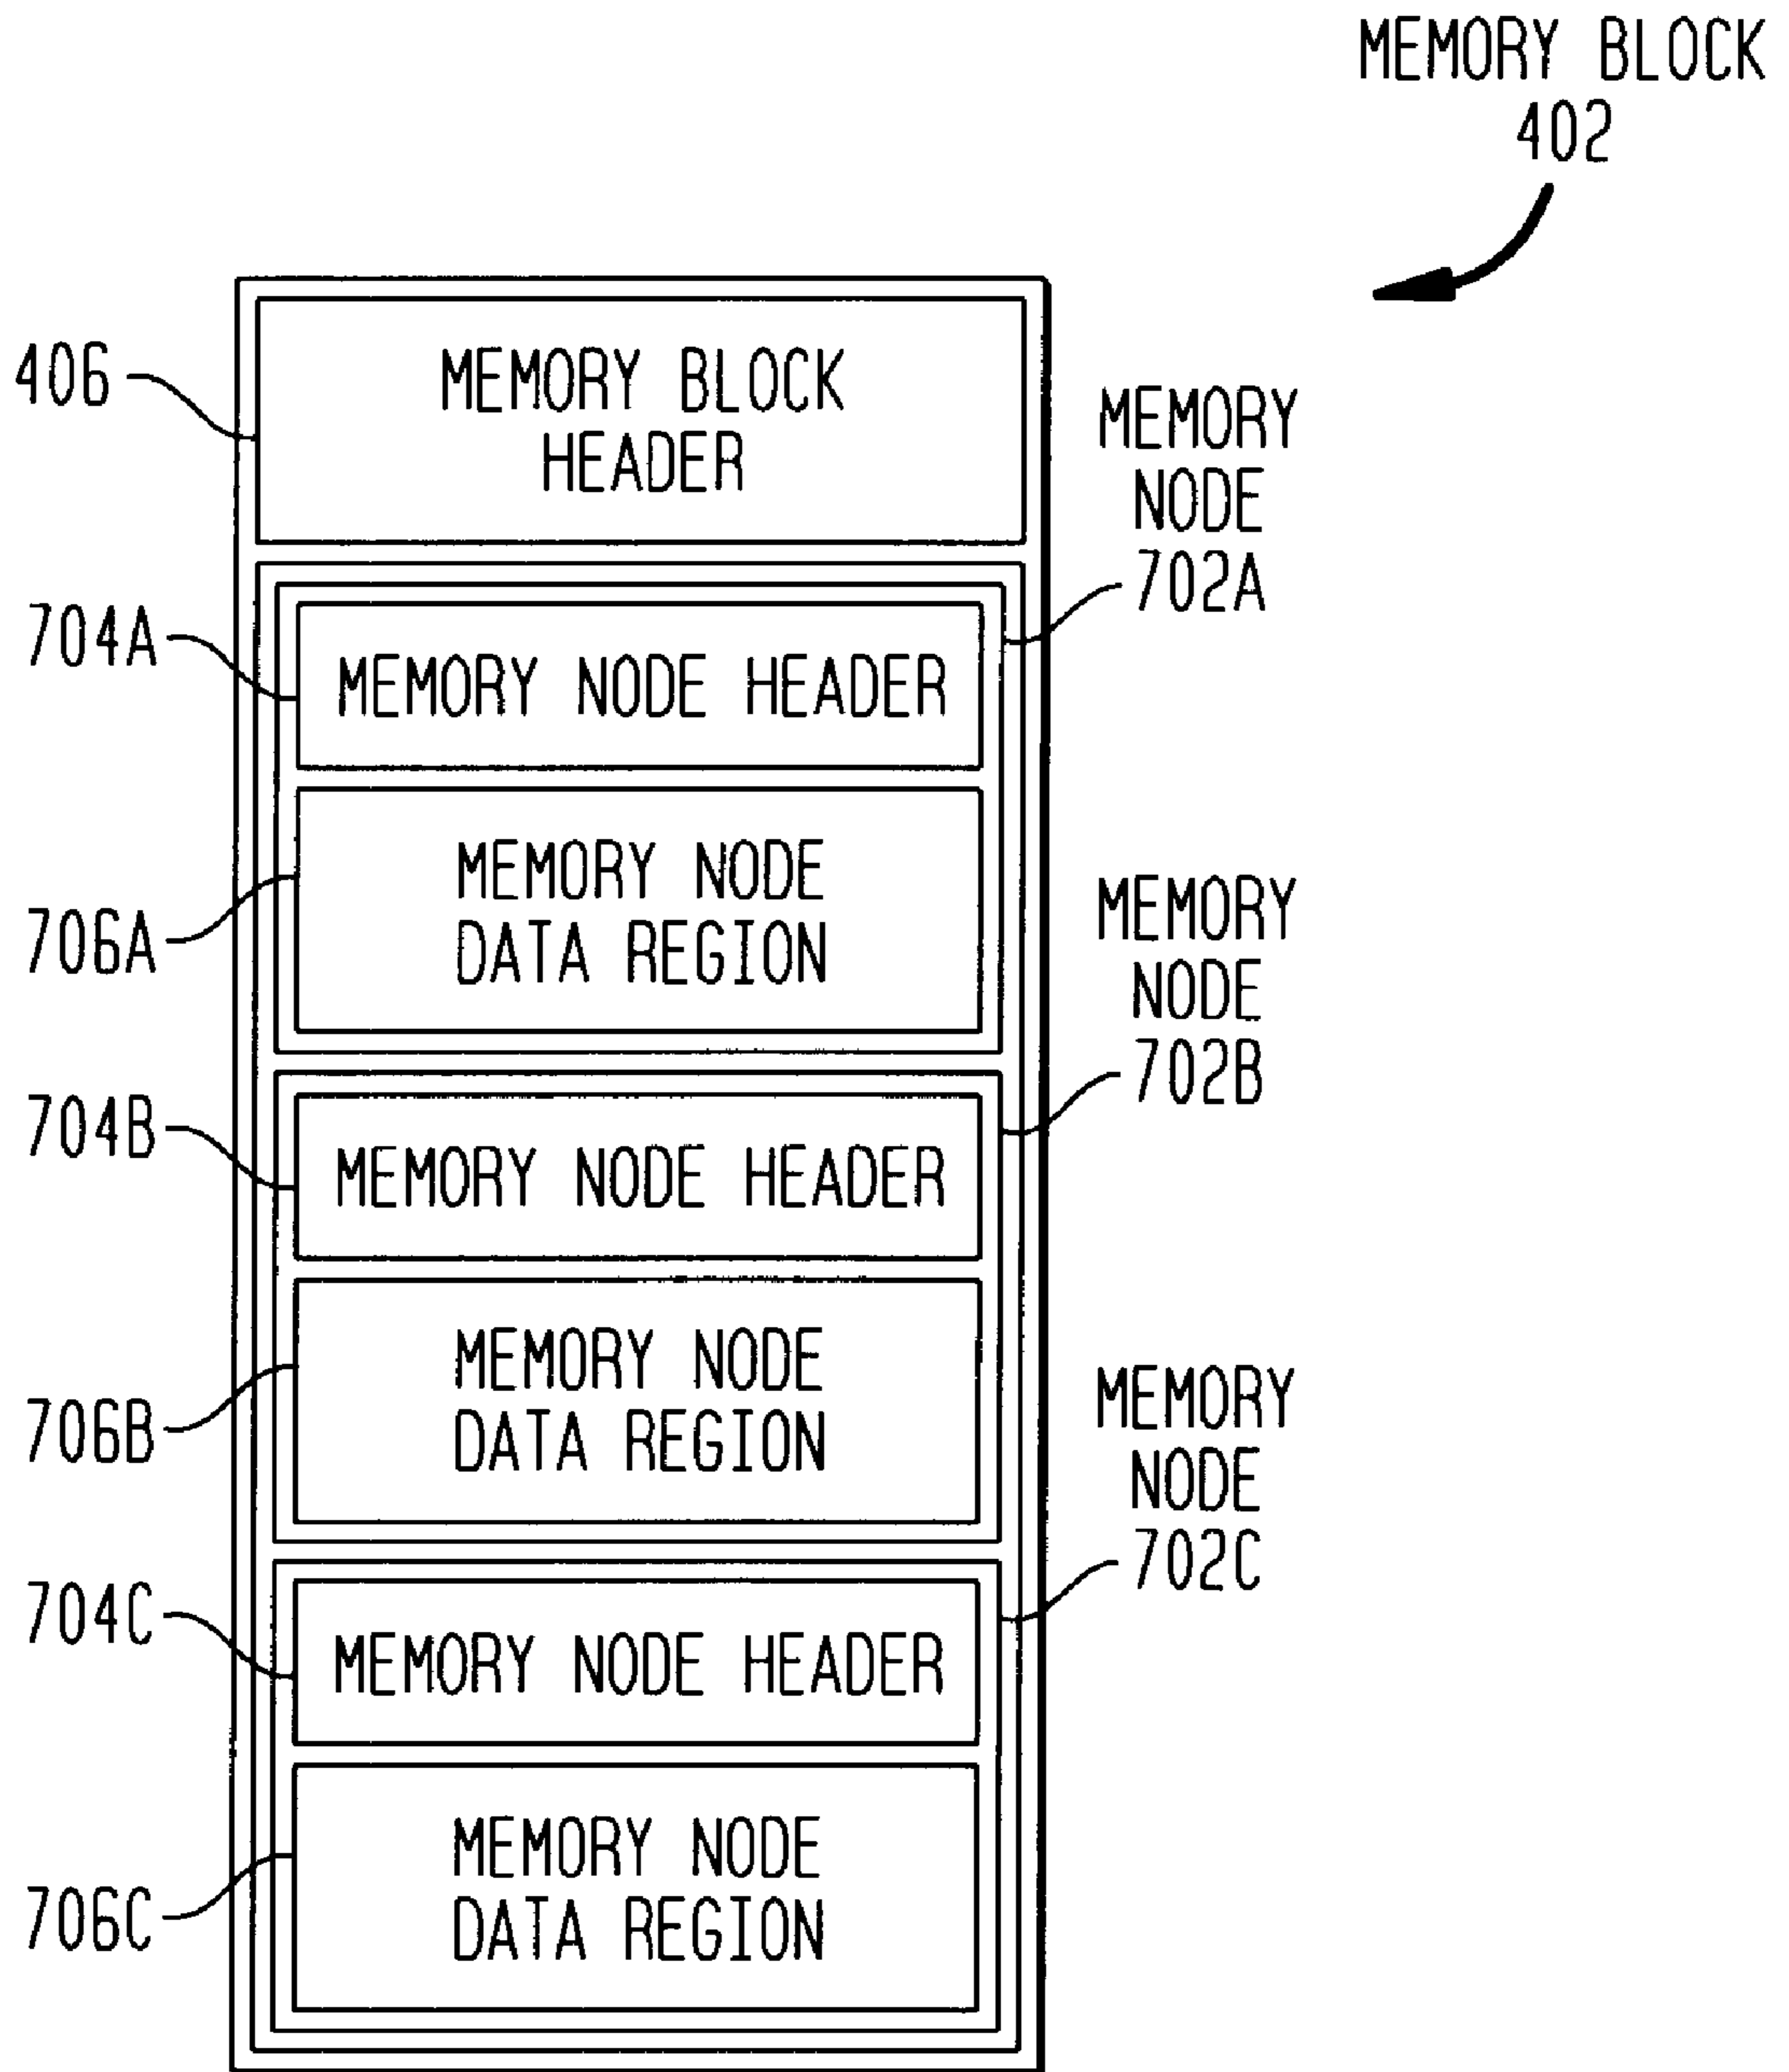 MEMORY BLOCK
402
406
MEMORY BLOCK
HEADER
MEMORY
NODE
702A
704A
MEMORY NODE HEADER
706A
MEMORY NODE
DATA REGION
MEMORY
NODE
702B
704B
MEMORY NODE HEADER
706B
MEMORY NODE
DATA REGION
MEMORY
NODE
702C
704C
MEMORY NODE HEADER
706C
MEMORY NODE
DATA REGION